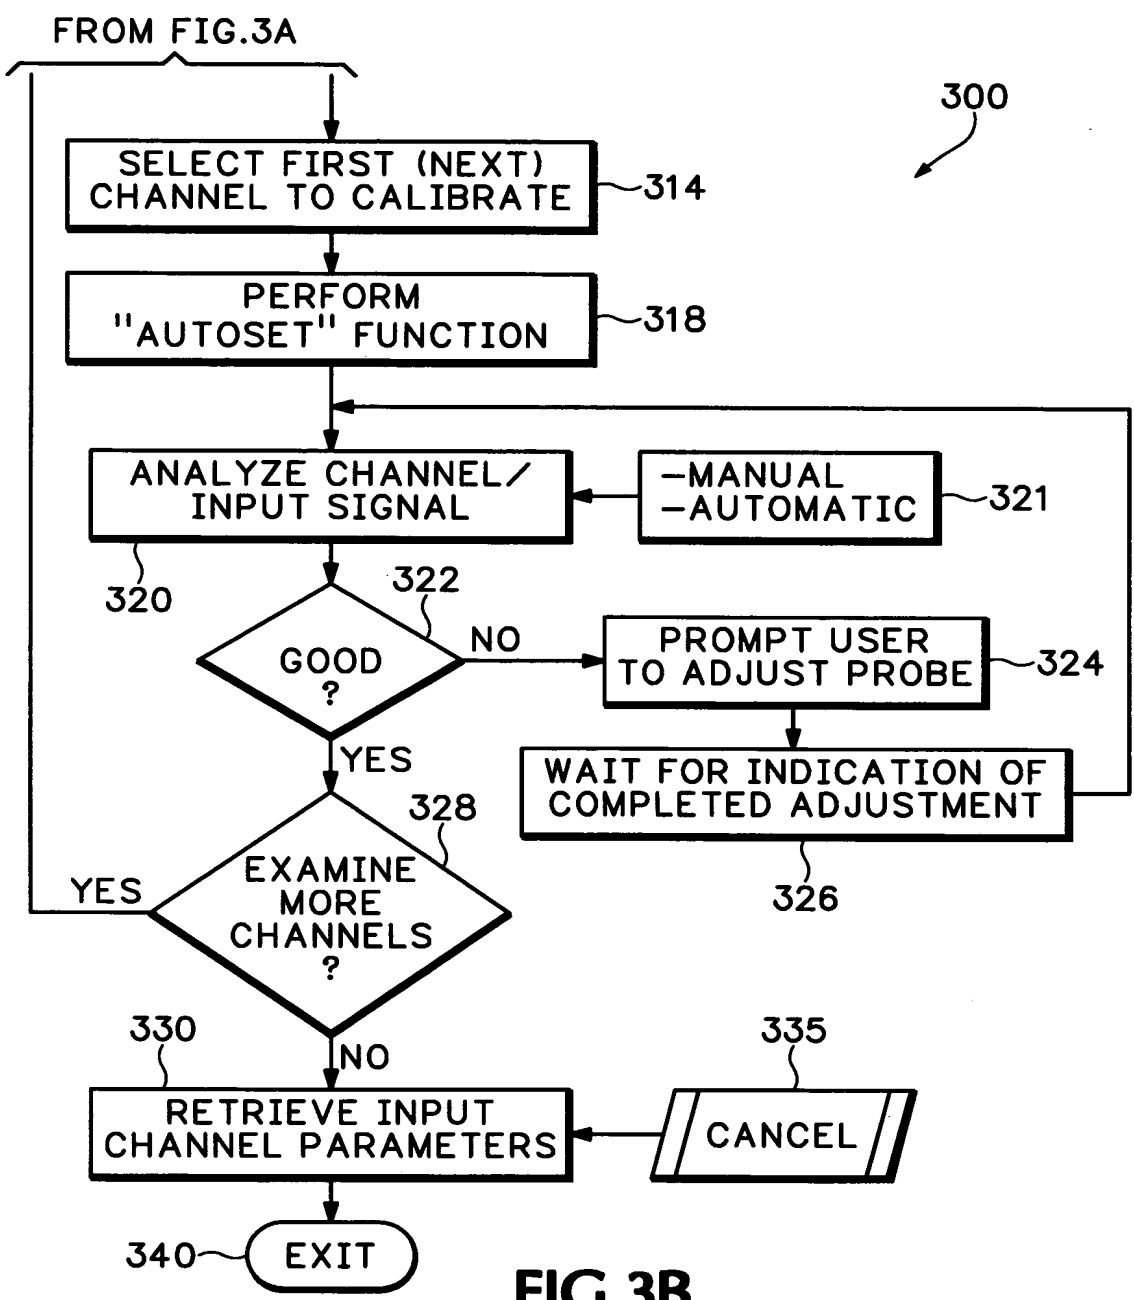 FROM FIG.3A
300
SELECT FIRST (NEXT)
CHANNEL TO CALIBRATE
314
PERFORM
"AUTOSET" FUNCTION
318
ANALYZE CHANNEL/
INPUT SIGNAL
320
-MANUAL
-AUTOMATIC
321
322
GOOD
?
NO
PROMPT USER
TO ADJUST PROBE
324
YES
WAIT FOR INDICATION OF
COMPLETED ADJUSTMENT
326
328
EXAMINE
MORE
CHANNELS
?
YES
NO
330
RETRIEVE INPUT
CHANNEL PARAMETERS
335
CANCEL
340
EXIT
FIG.3B